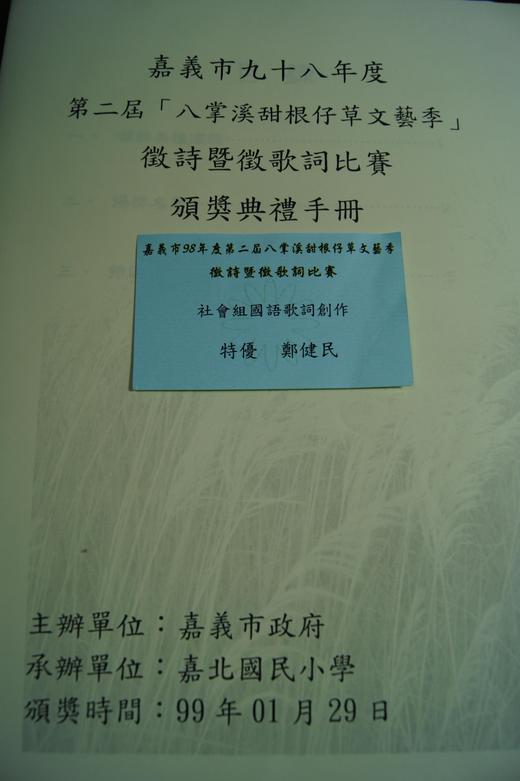 嘉義市九十八年度
第二屆「八掌溪甜根仔草文藝季」
徵詩暨徵歌詞比賽
頒獎典禮手冊
嘉義市98年度第二屆八掌溪甜根仔草文藝季
徵詩暨徵歌詞比賽
社會組國語歌詞創作
特優 鄭健民
主辦單位：嘉義市政府
承辦單位：嘉北國民小學
頒獎時間：99年01月29日